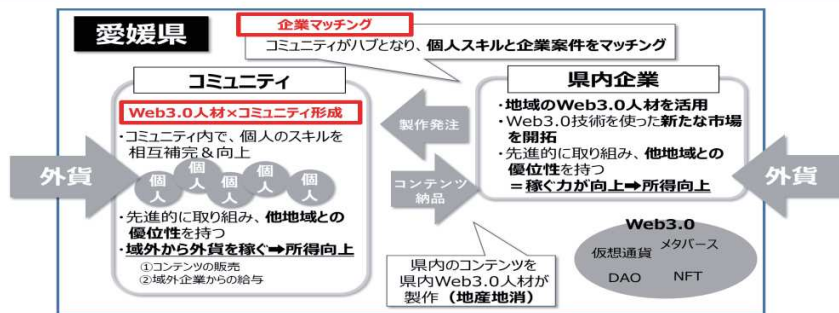 愛媛県
企業マッチング
コミュニティがハブとなり、個人スキルと企業案件をマッチング
コミュニティ
Web3.0人材×コミュニティ形成
・コミュニティ内で、個人のスキルを
相互補完&向上
個人
個人
個人
個人
個人
・先進的に取り組み、他地域との
優位性を持つ
・域外から外貨を稼ぐ➡所得向上
①コンテンツの販売
②域外企業からの給与
外貨
製作発注
コンテンツ
納品
県内企業
・地域のWeb3.0人材を活用
・Web3.0技術を使った新たな市場
を開拓
・先進的に取り組み、他地域との
優位性を持つ
=稼ぐ力が向上➡所得向上
外貨
県内のコンテンツを
県内Web3.0人材が
製作（地産地消）
Web3.0
メタバース
仮想通貨
DAO
NFT